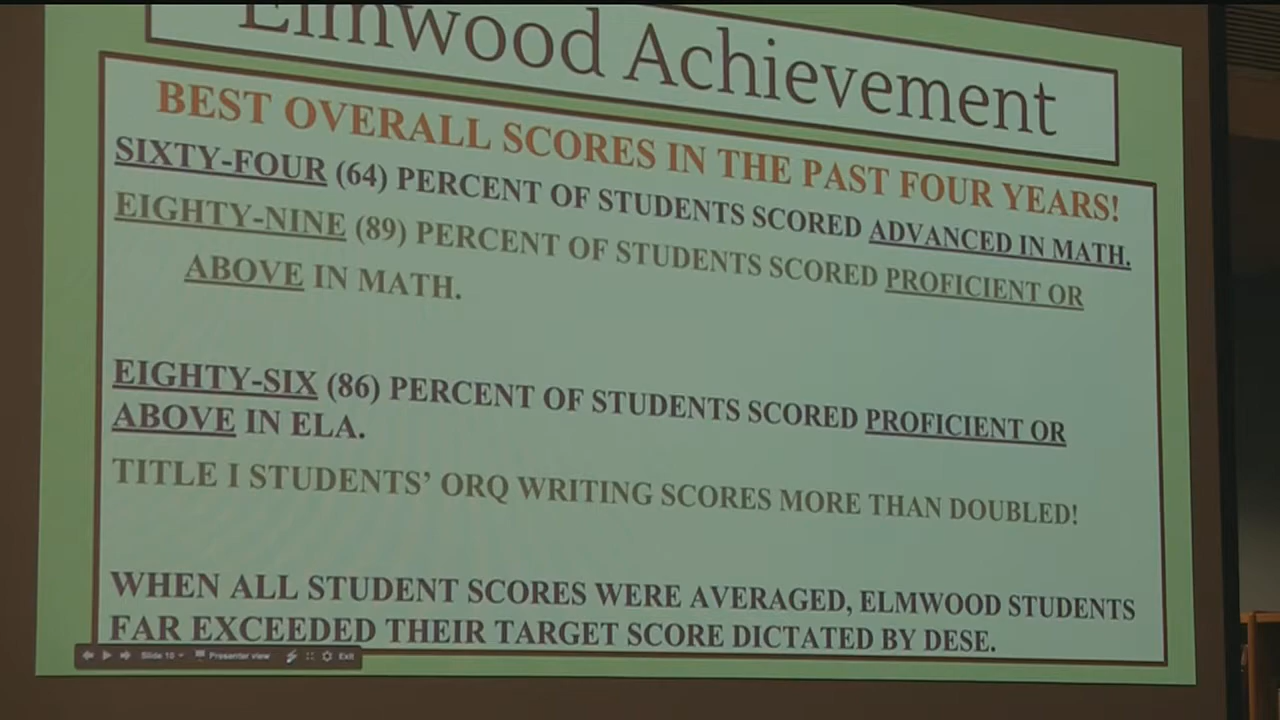 Elmwood Achievement
BEST OVERALL SCORES IN THE PAST FOUR YEARS!
SIXTY-FOUR (64) PERCENT OF STUDENTS SCORED ADVANCED IN MATH.
EIGHTY-NINE (89) PERCENT OF STUDENTS SCORED PROFICIENT OR
ABOVE IN MATH.
EIGHTY-SIX (86) PERCENT OF STUDENTS SCORED PROFICIENT OR
ABOVE IN ELA.
TITLE I STUDENTS’ ORQ WRITING SCORES MORE THAN DOUBLED!
WHEN ALL STUDENT SCORES WERE AVERAGED, ELMWOOD STUDENTS
FAR EXCEEDED THEIR TARGET SCORE DICTATED BY DESE.
Slide 10 Presenter view Exit